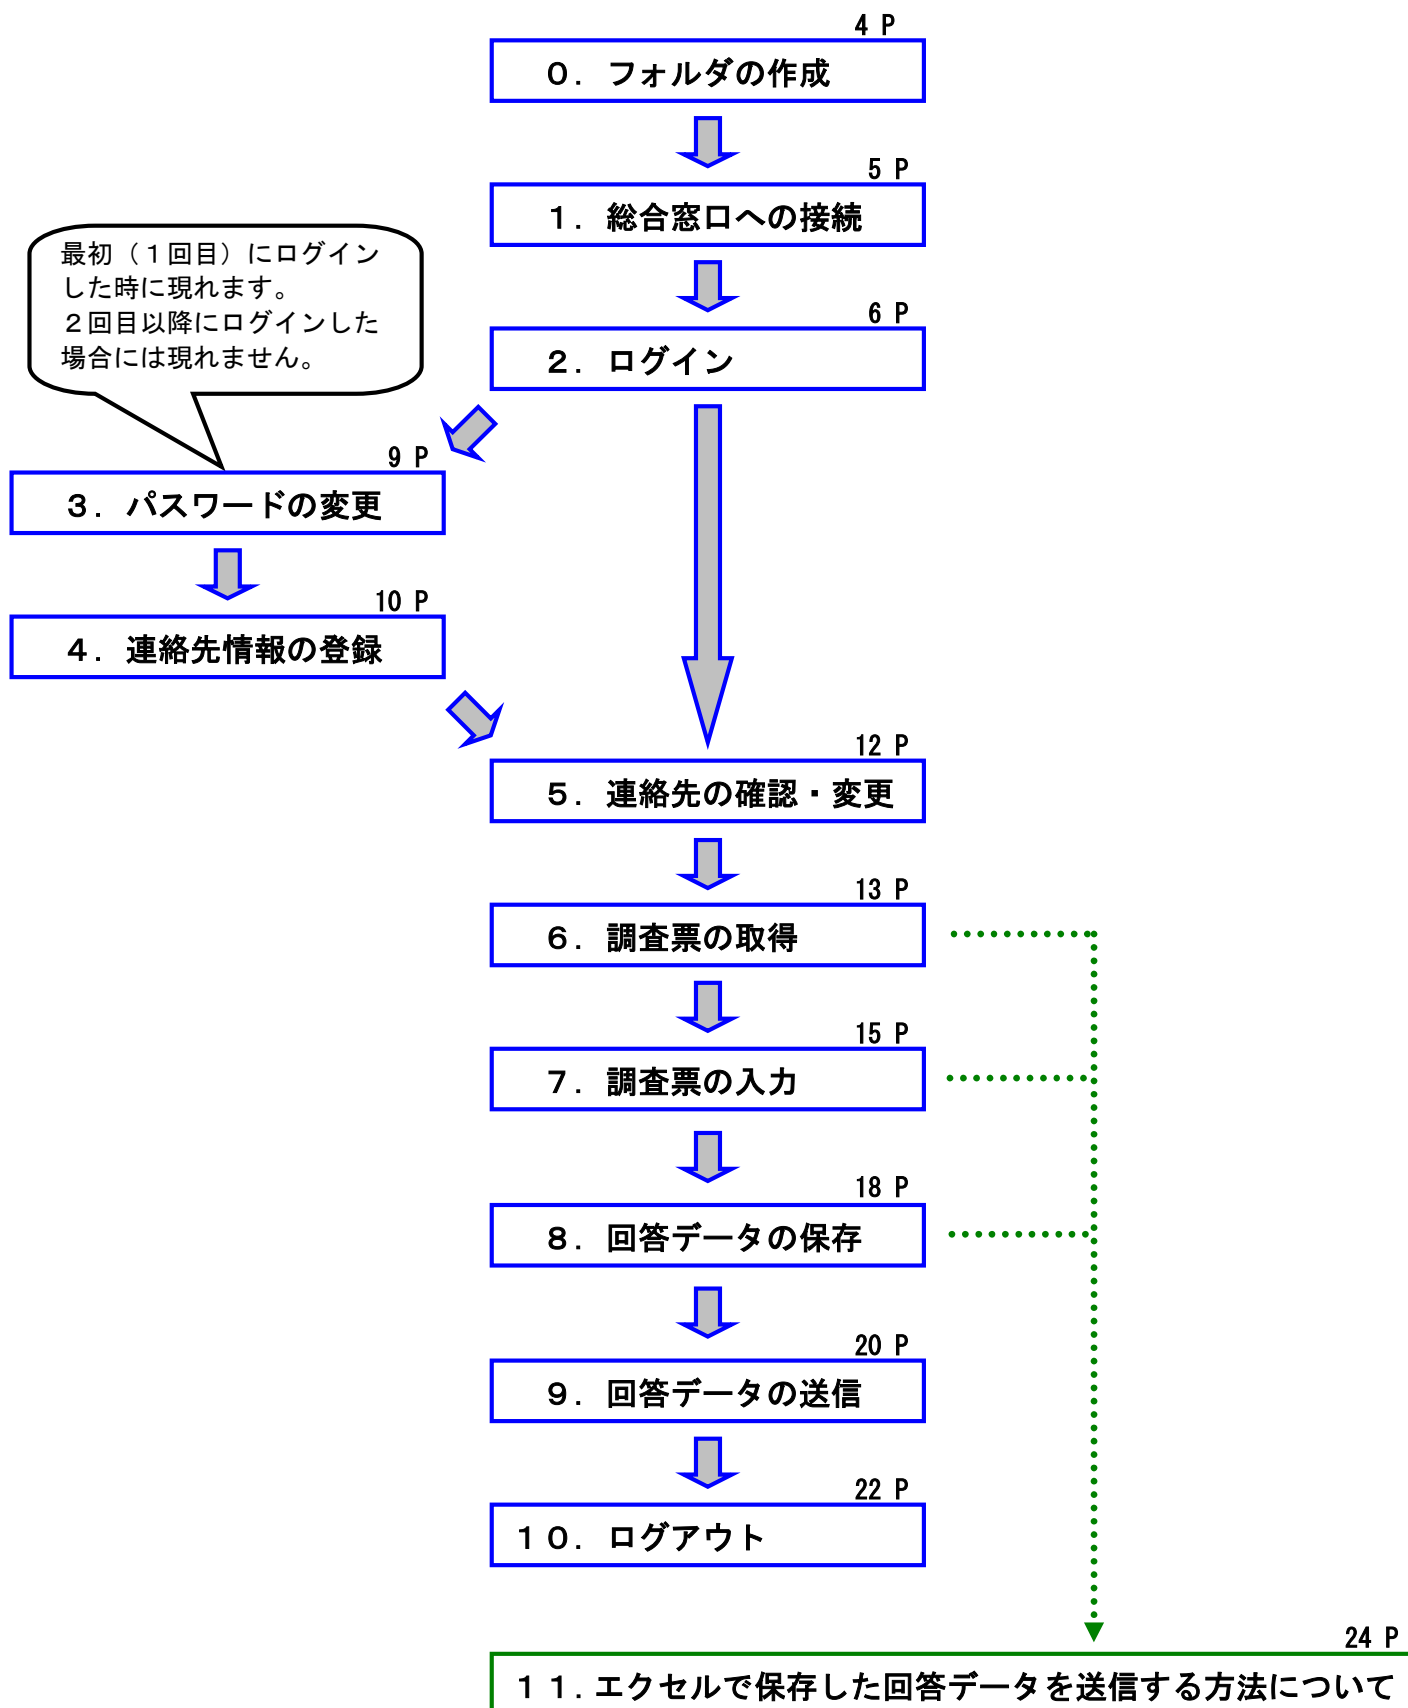 4 P
０．フォルダの作成
5 P
１．総合窓口への接続
最初（１回目）にログイン
した時に現れます。
２回目以降にログインした
場合には現れません。
6 P
２．ログイン
9 P
３．パスワードの変更
10 P
４．連絡先情報の登録
12 P
５．連絡先の確認・変更
13 P
６．調査票の取得
15 P
７．調査票の入力
18 P
８．回答データの保存
20 P
９．回答データの送信
22 P
１０．ログアウト
24 P
１１．エクセルで保存した回答データを送信する方法について